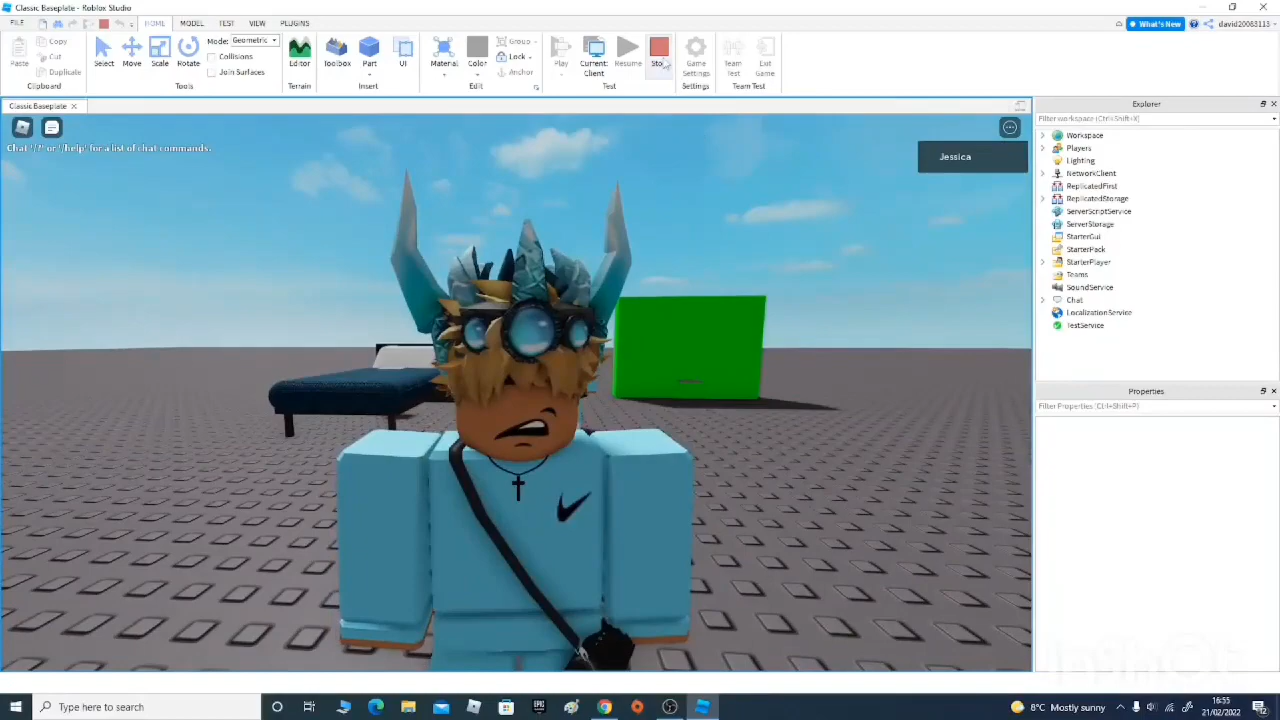 Classic Baseplate - Roblox Studio
FILE HOME MODEL TEST VIEW PLUGINS
What's New
Copy Mode: Geometric Group
Cut Collisions Lock
Paste Duplicate Join Surfaces Anchor
Select Move Scale Rotate Editor Toolbox Part UI Material Color Play Current: Client Resume Stop Game Settings Team Test Exit Game
Clipboard Tools Terrain Insert Edit Test Settings Team Test
Classic Baseplate
Chat '/?' or '/help' for a list of chat commands.
Jessica
Explorer
Filter workspace (Ctrl+Shift+X)
Workspace
Players
Lighting
NetworkClient
ReplicatedFirst
ReplicatedStorage
ServerScriptService
ServerStorage
StarterGui
StarterPack
StarterPlayer
Teams
SoundService
Chat
LocalizationService
TestService
Properties
Filter Properties (Ctrl+Shift+P)
Type here to search
EPIC GAMES
8°C Mostly sunny
16:55
21/02/2022